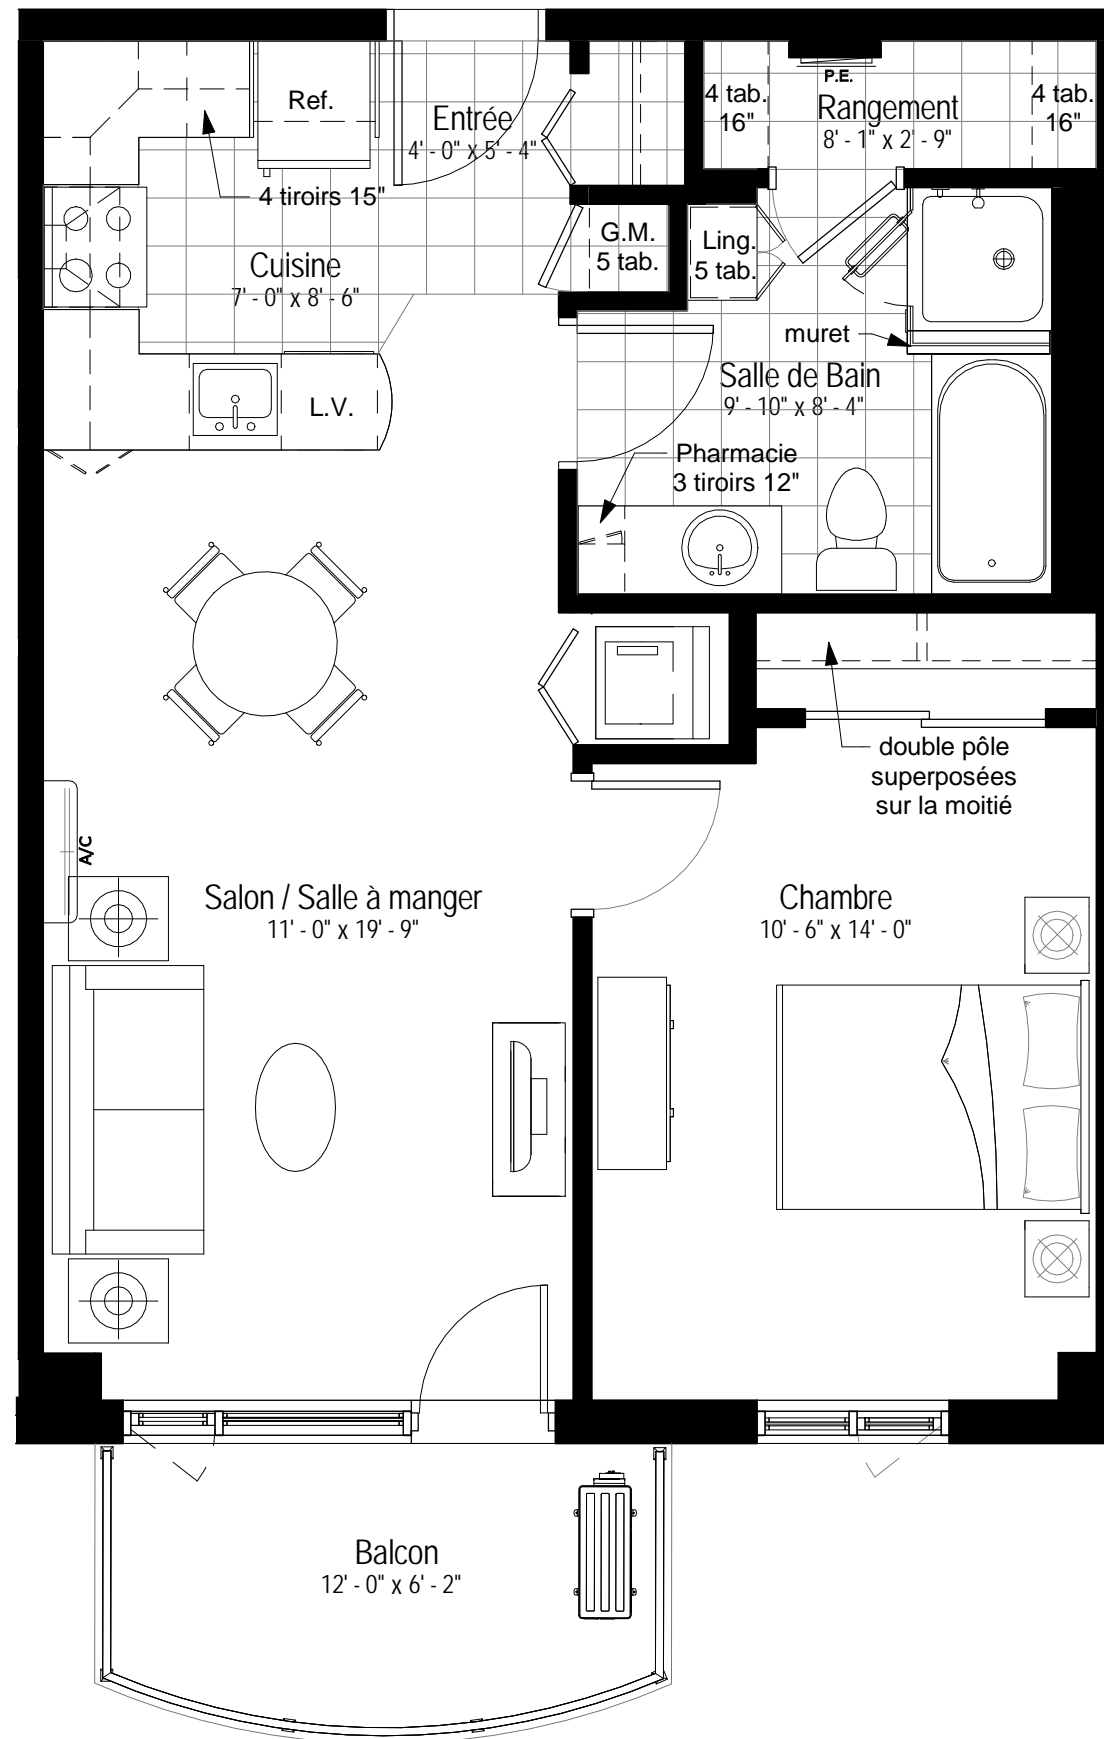 Ref.
Entrée
4' - 0" x 5' - 4"
P.E.
4 tab.
16"
Rangement
8' - 1" x 2' - 9"
4 tab.
16"
4 tiroirs 15"
Cuisine
7' - 0" x 8' - 6"
G.M.
5 tab.
Ling.
5 tab.
muret
L.V.
Salle de Bain
9' - 10" x 8' - 4"
Pharmacie
3 tiroirs 12"
double pôle
superposées
sur la moitié
A/C
Salon / Salle à manger
11' - 0" x 19' - 9"
Chambre
10' - 6" x 14' - 0"
Balcon
12' - 0" x 6' - 2"